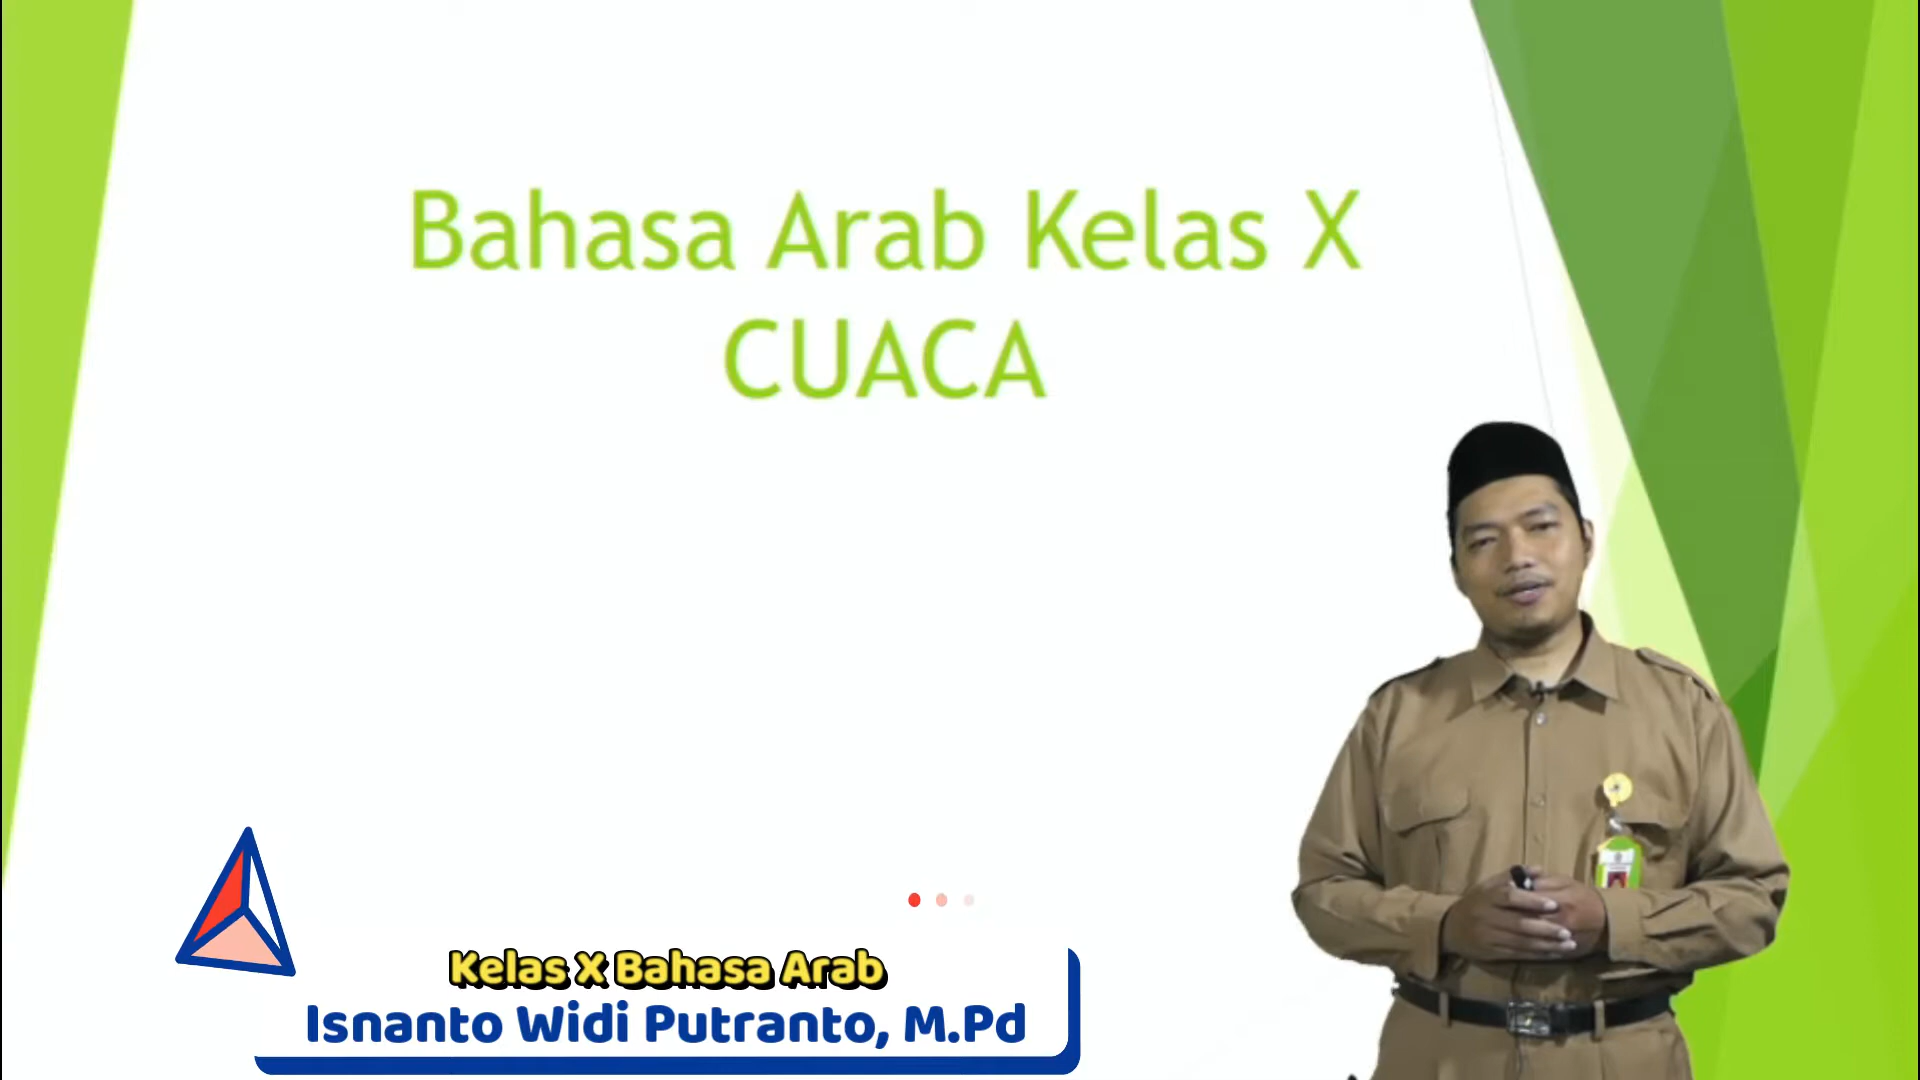 Bahasa Arab Kelas X
CUACA
Kelas X Bahasa Arab
Isnanto Widi Putranto, M.Pd